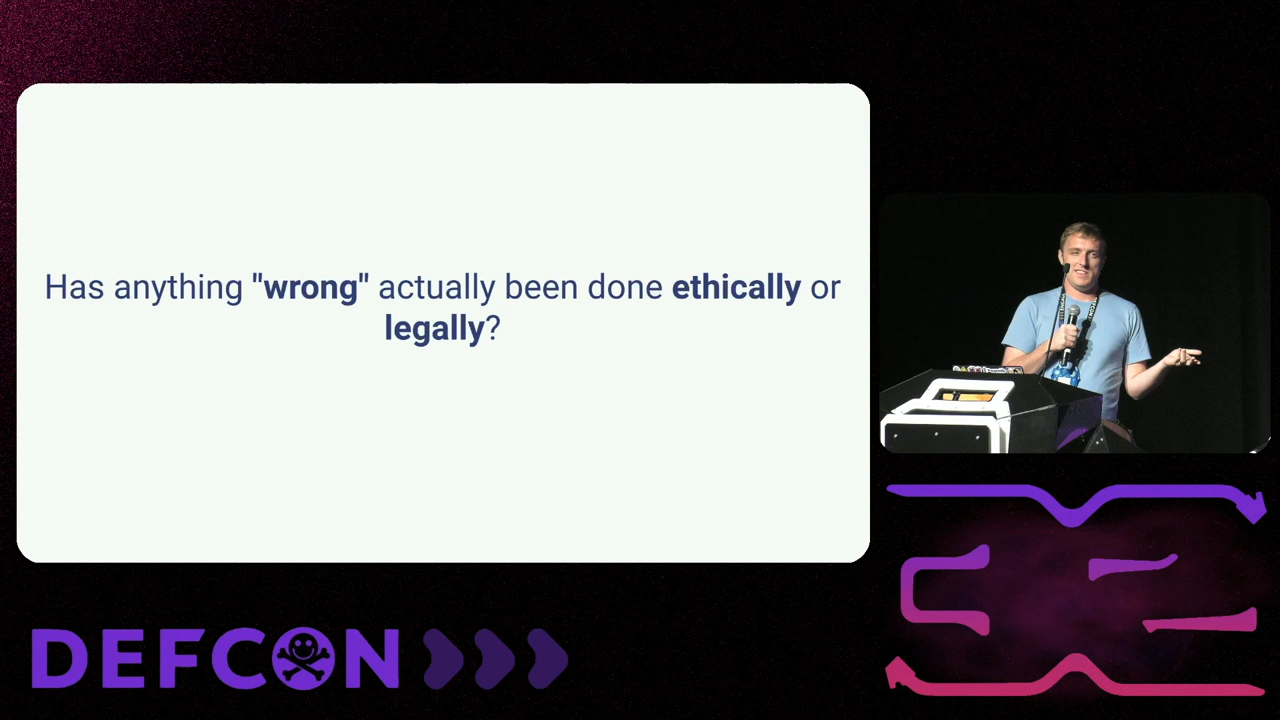 Has anything "wrong" actually been done ethically or
legally?
DEFCON